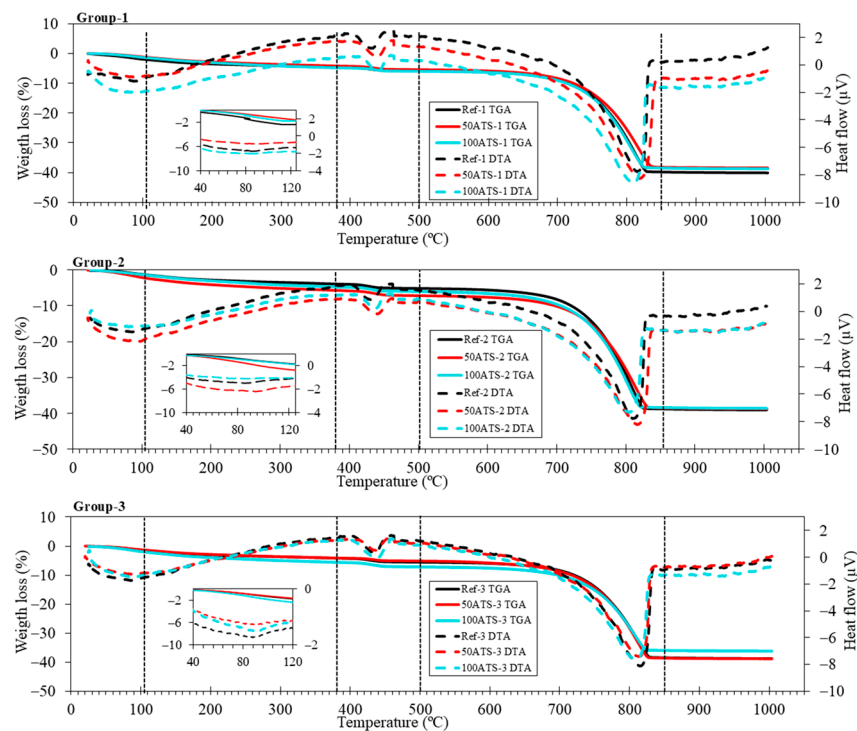 Group-1
10
0
−10
−20
−30
−40
−50
Weigth loss (%)
2
0
−2
−4
−6
−8
−10
Heat flow (µV)
−2
−6
−10
2
0
−2
−4
40 60 80 100 120
Ref-1 TGA
50ATS-1 TGA
100ATS-1 TGA
Ref-1 DTA
50ATS-1 DTA
100ATS-1 DTA
0 100 200 300 400 500 600 700 800 900 1000
Temperature (ºC)
Group-2
0
−10
−20
−30
−40
−50
Weigth loss (%)
2
0
−2
−4
−6
−8
−10
Heat flow (µV)
−2
−6
−10
0
−2
−4
40 60 80 100 120
Ref-2 TGA
50ATS-2 TGA
100ATS-2 TGA
Ref-2 DTA
50ATS-2 DTA
100ATS-2 DTA
0 100 200 300 400 500 600 700 800 900 1000
Temperature (ºC)
Group-3
10
0
−10
−20
−30
−40
−50
Weigth loss (%)
2
0
−2
−4
−6
−8
−10
Heat flow (µV)
−2
−6
−10
0
−2
40 60 80 100 120
Ref-3 TGA
50ATS-3 TGA
100ATS-3 TGA
Ref-3 DTA
50ATS-3 DTA
100ATS-3 DTA
0 100 200 300 400 500 600 700 800 900 1000
Temperature (ºC)